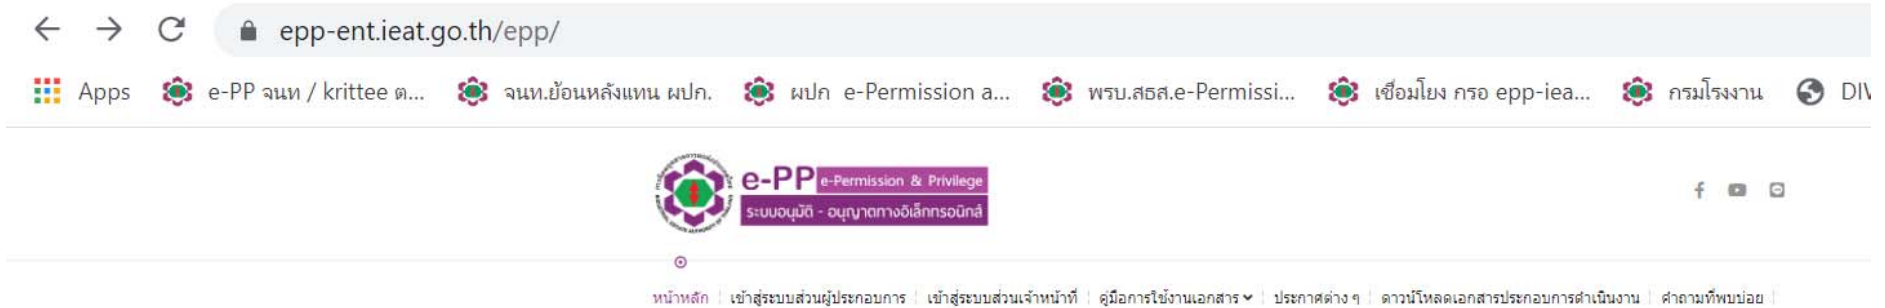 epp-ent.ieat.go.th/epp/
Apps e-PP จนท / krittee ต... จนท.ย้อนหลังแทน ผปก. ผปก e-Permission a... พรบ.สธส.e-Permissi... เชื่อมโยง กรอ epp-iea... กรมโรงงาน DIV
e-PP e-Permission & Privilege
ระบบอนุมัติ - อนุญาตทางอิเล็กทรอนิกส์
หน้าหลัก เข้าสู่ระบบส่วนผู้ประกอบการ เข้าสู่ระบบส่วนเจ้าหน้าที่ คู่มือการใช้งานเอกสาร ประกาศต่าง ๆ ดาวน์โหลดเอกสารประกอบการดำเนินงาน คำถามที่พบบ่อย